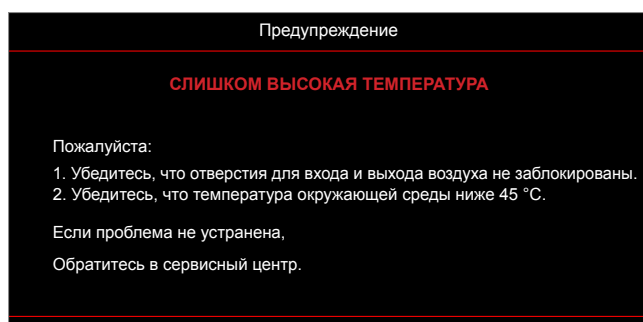 Предупреждение
СЛИШКОМ ВЫСОКАЯ ТЕМПЕРАТУРА
Пожалуйста:
1. Убедитесь, что отверстия для входа и выхода воздуха не заблокированы.
2. Убедитесь, что температура окружающей среды ниже 45 °C.
Если проблема не устранена,
Обратитесь в сервисный центр.